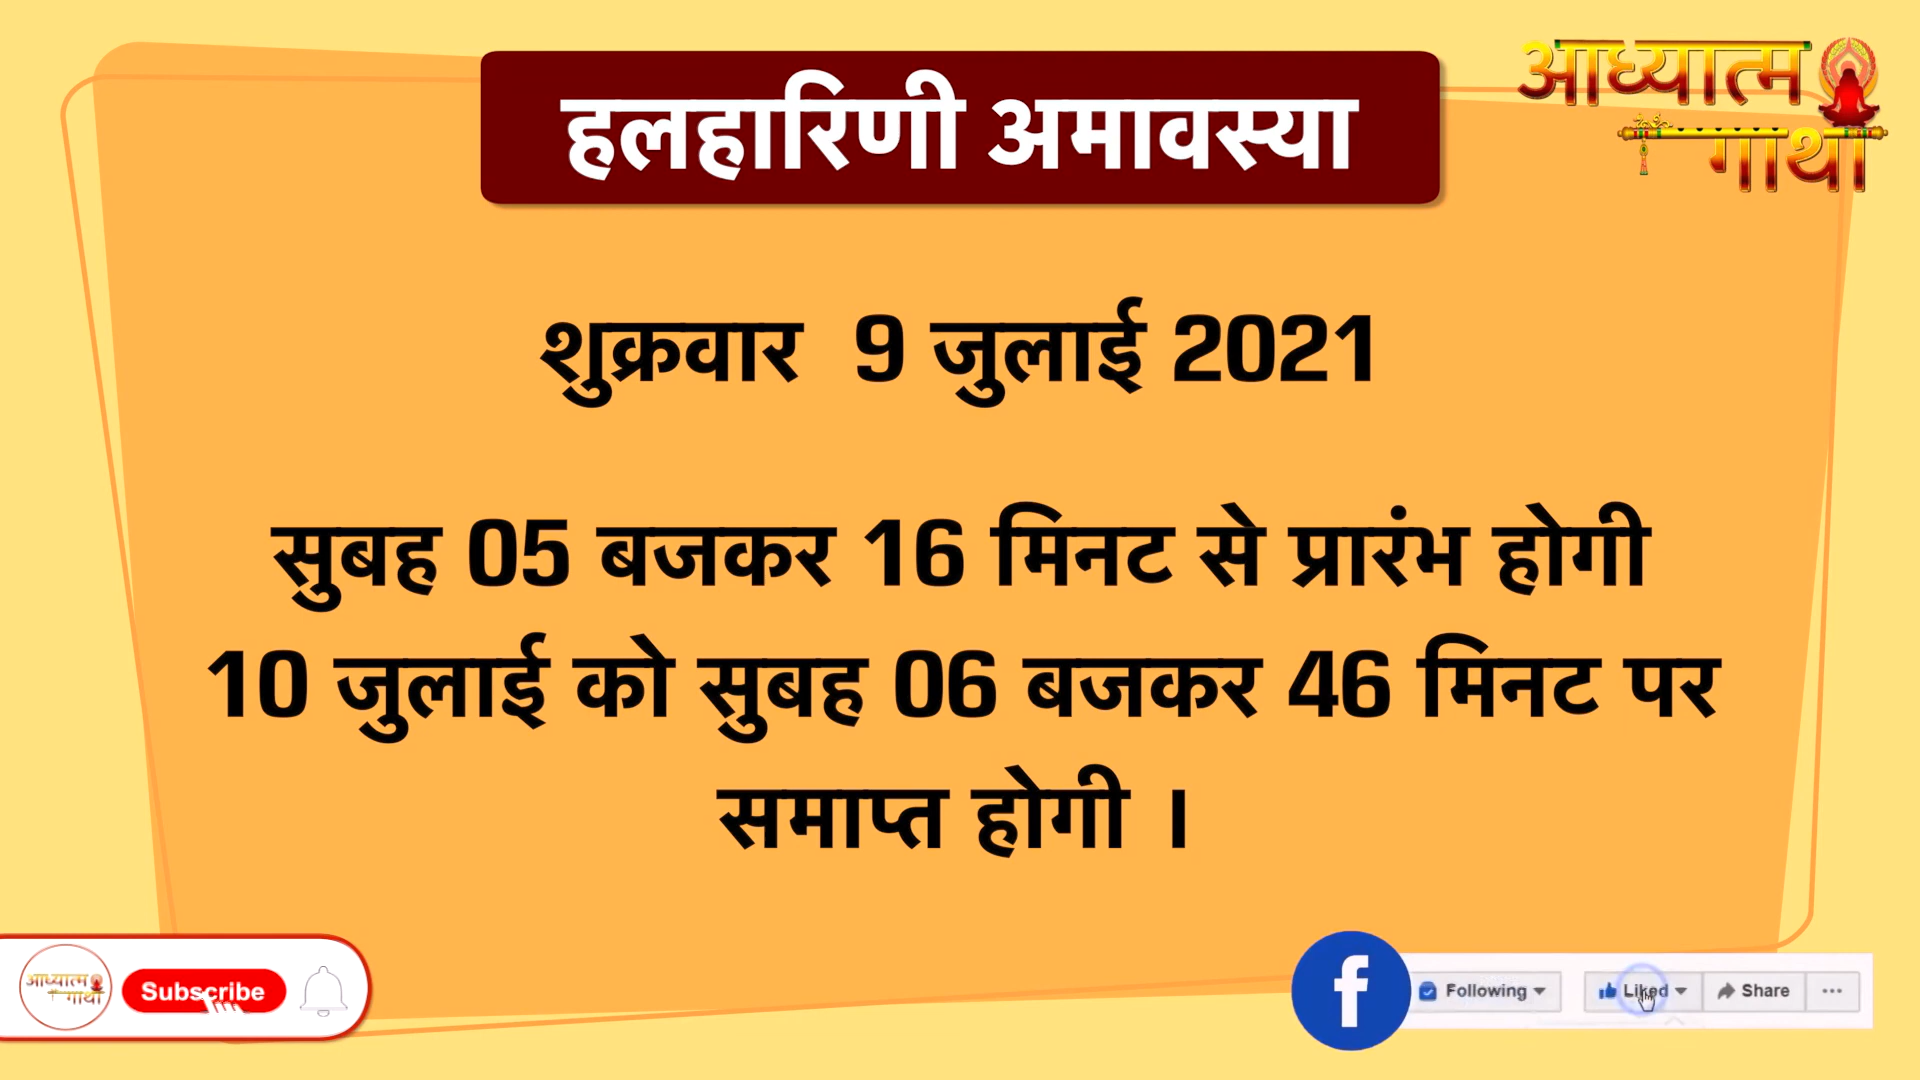 हलहारिणी अमावस्या
आध्यात्म
गाथा
शुक्रवार 9 जुलाई 2021
सुबह 05 बजकर 16 मिनट से प्रारंभ होगी
10 जुलाई को सुबह 06 बजकर 46 मिनट पर
समाप्त होगी ।
आध्यात्म
गाथा
Subscribe
f
Following
Liked
Share